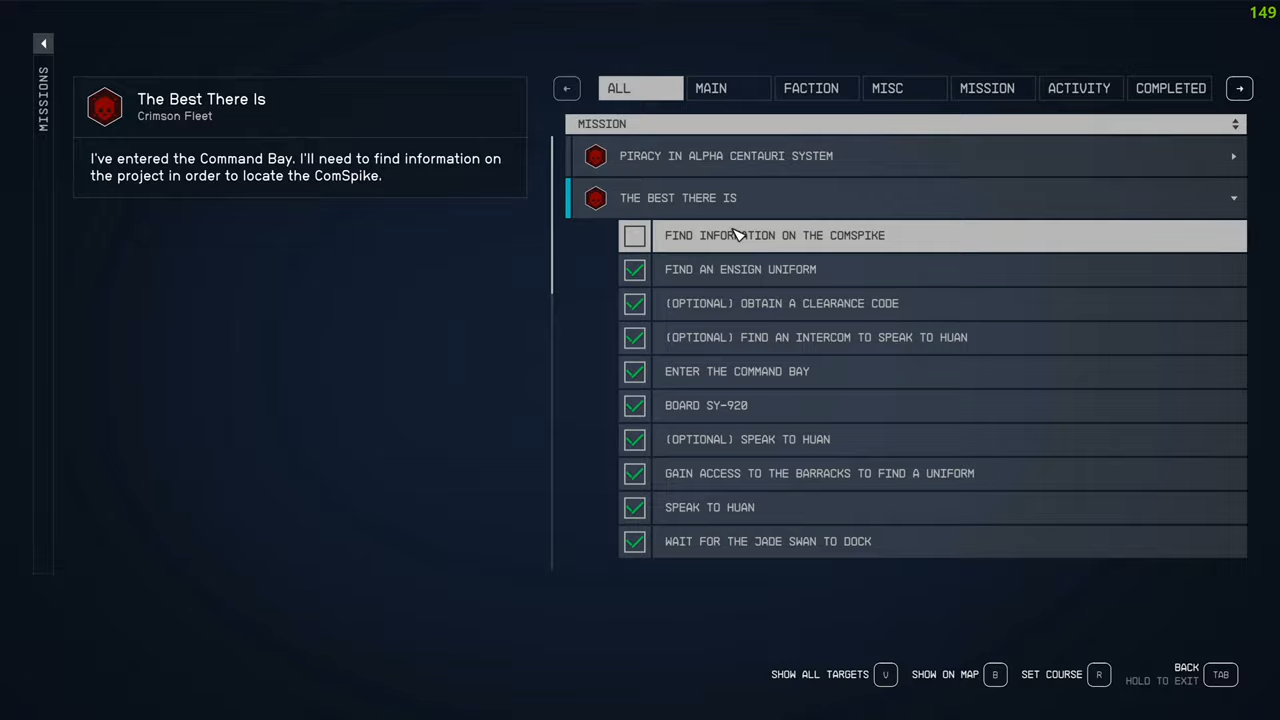 149
MISSIONS
The Best There Is
Crimson Fleet
I've entered the Command Bay. I'll need to find information on
the project in order to locate the ComSpike.
ALL
MAIN
FACTION
MISC
MISSION
ACTIVITY
COMPLETED
MISSION
PIRACY IN ALPHA CENTAURI SYSTEM
THE BEST THERE IS
FIND INFORMATION ON THE COMSPIKE
FIND AN ENSIGN UNIFORM
(OPTIONAL) OBTAIN A CLEARANCE CODE
(OPTIONAL) FIND AN INTERCOM TO SPEAK TO HUAN
ENTER THE COMMAND BAY
BOARD SY-920
(OPTIONAL) SPEAK TO HUAN
GAIN ACCESS TO THE BARRACKS TO FIND A UNIFORM
SPEAK TO HUAN
WAIT FOR THE JADE SWAN TO DOCK
SHOW ALL TARGETS V
SHOW ON MAP B
SET COURSE R
BACK
HOLD TO EXIT TAB